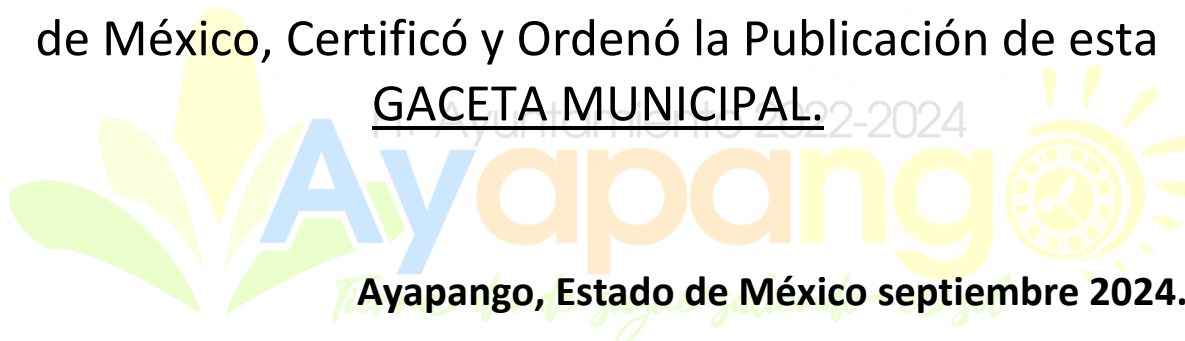 de México, Certificó y Ordenó la Publicación de esta
GACETA MUNICIPAL.
H. Ayuntamiento 2022-2024
Ayapango
Ayapango, Estado de México septiembre 2024.